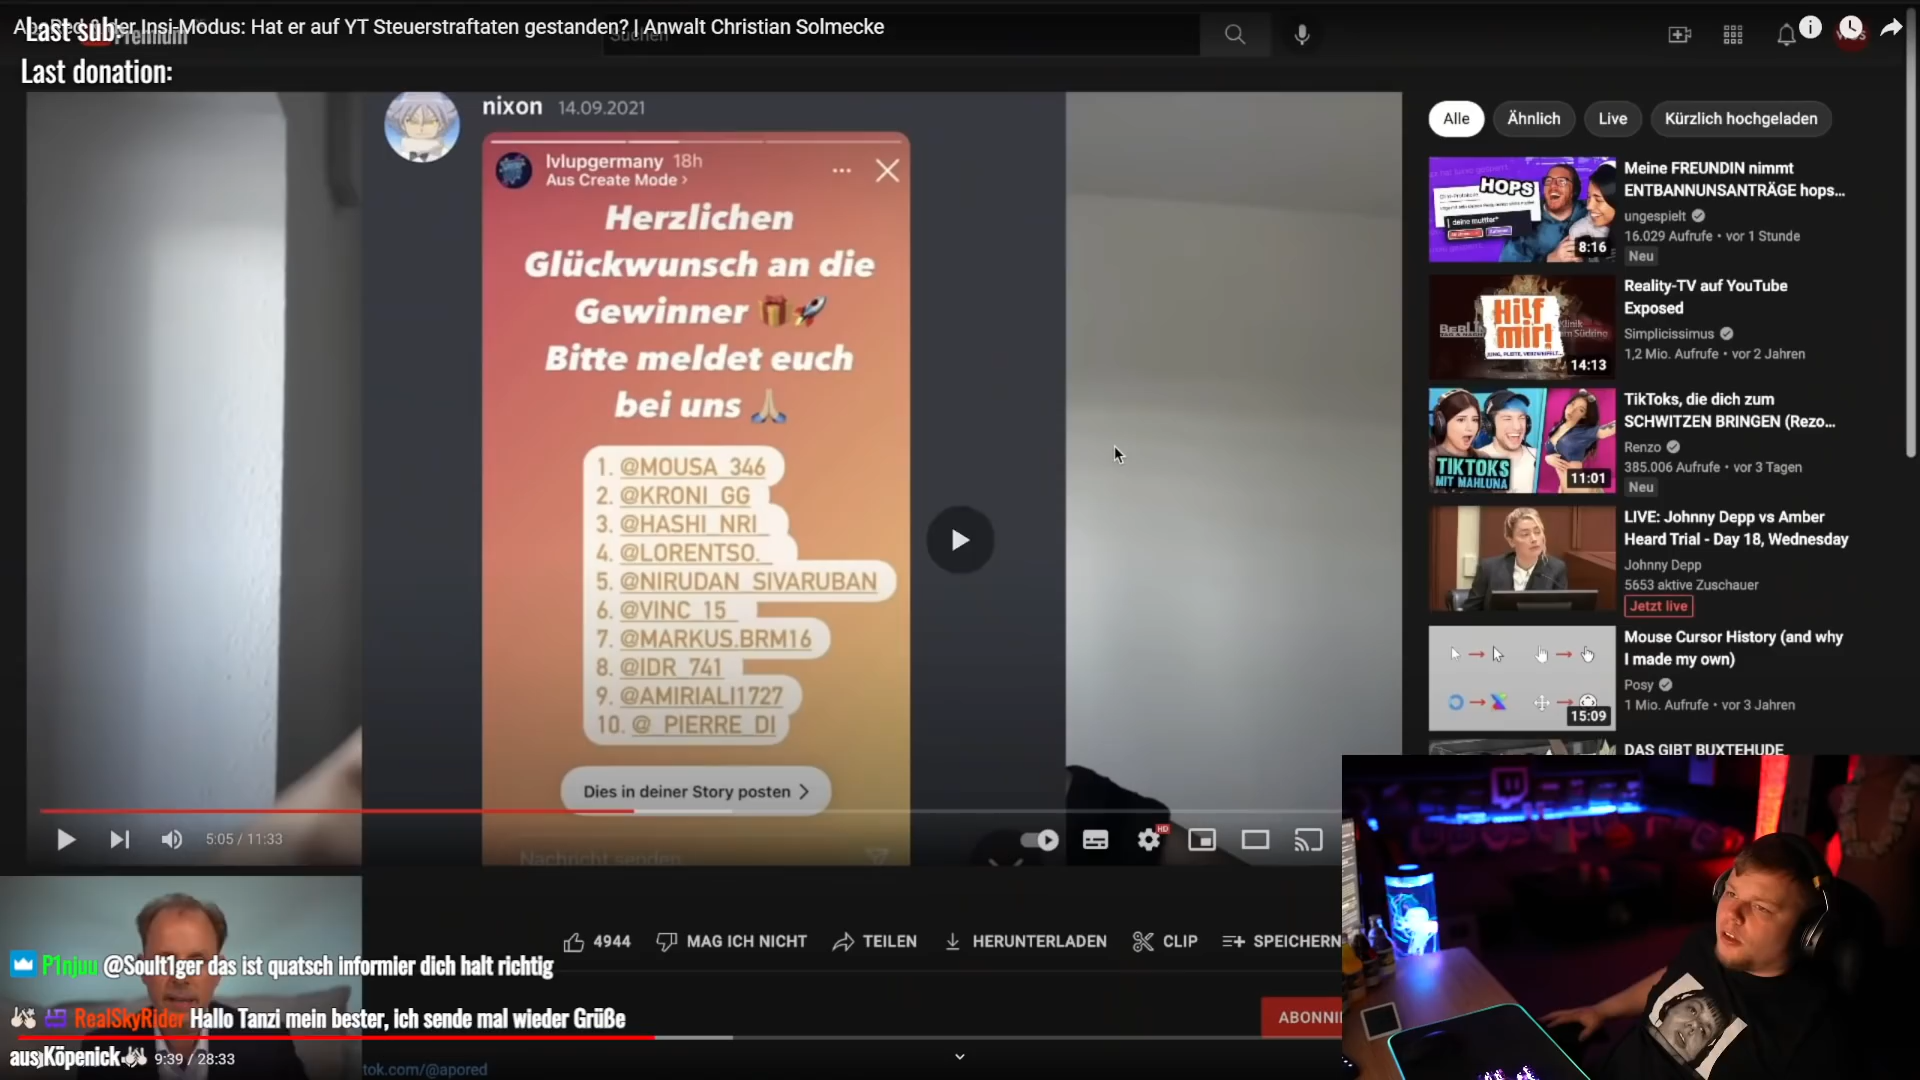 ApoRed in der Insi-Modus: Hat er auf YT Steuerstraftaten gestanden? | Anwalt Christian Solmecke
Last sub:
Premium
Suchen
Last donation:
nixon 14.09.2021
lvlupgermany 18h
Aus Create Mode ›
Herzlichen
Glückwunsch an die
Gewinner 🎁🚀
Bitte meldet euch
bei uns 🙏
1. @MOUSA_346
2. @KRONI_GG
3. @HASHI_NRI_
4. @LORENTSO._
5. @NIRUDAN_SIVARUBAN
6. @VINC_15_
7. @MARKUS.BRM16
8. @IDR_741
9. @AMIRIALI1727
10. @_PIERRE_DI
Dies in deiner Story posten >
Nachricht senden
5:05 / 11:33
HD
Alle
Ähnlich
Live
Kürzlich hochgeladen
HOPS
8:16
Meine FREUNDIN nimmt
ENTBANNUNSANTRÄGE hops...
ungespielt
16.029 Aufrufe • vor 1 Stunde
Neu
Hilf
mir!
14:13
Reality-TV auf YouTube
Exposed
Simplicissimus
1,2 Mio. Aufrufe • vor 2 Jahren
TIKTOKS
MIT MAHLUNA
11:01
TikToks, die dich zum
SCHWITZEN BRINGEN (Rezo...
Renzo
385.006 Aufrufe • vor 3 Tagen
Neu
LIVE: Johnny Depp vs Amber
Heard Trial - Day 18, Wednesday
Johnny Depp
5653 aktive Zuschauer
Jetzt live
15:09
Mouse Cursor History (and why
I made my own)
Posy
1 Mio. Aufrufe • vor 3 Jahren
DAS GIBT BUXTEHUDE
4944
MAG ICH NICHT
TEILEN
HERUNTERLADEN
CLIP
SPEICHERN
ABONNI
P1njuu @Soult1ger das ist quatsch informier dich halt richtig
RealSkyRider Hallo Tanzi mein bester, ich sende mal wieder Grüße
aus Köpenick
9:39 / 28:33
tok.com/@apored